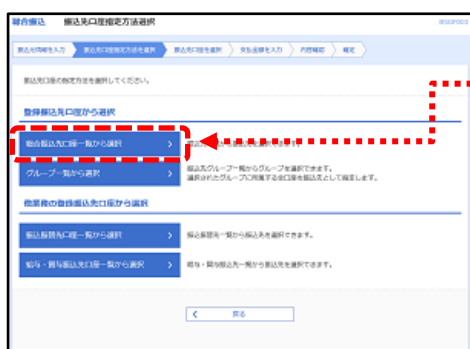 総合振込 振込先口座指定方法選択
振込元情報を入力 振込先口座指定方法を選択 振込先口座を選択 支払金額を入力 内容確認 確定
振込先口座の指定方法を選択してください。
登録振込先口座から選択
総合振込先口座一覧から選択
グループ一覧から選択
振込先グループ一覧からグループを選択できます。
選択されたグループに所属する全口座を振込先として指定します。
他業務の登録振込先口座から選択
振込振替先口座一覧から選択
振込振替先一覧から振込先を選択できます。
給与・賞与振込先口座一覧から選択
給与・賞与振込先一覧から振込先を選択できます。
戻る